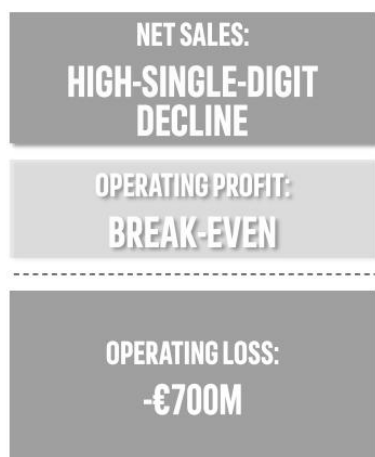 NET SALES:
HIGH-SINGLE-DIGIT
DECLINE
OPERATING PROFIT:
BREAK-EVEN
OPERATING LOSS:
-€700M